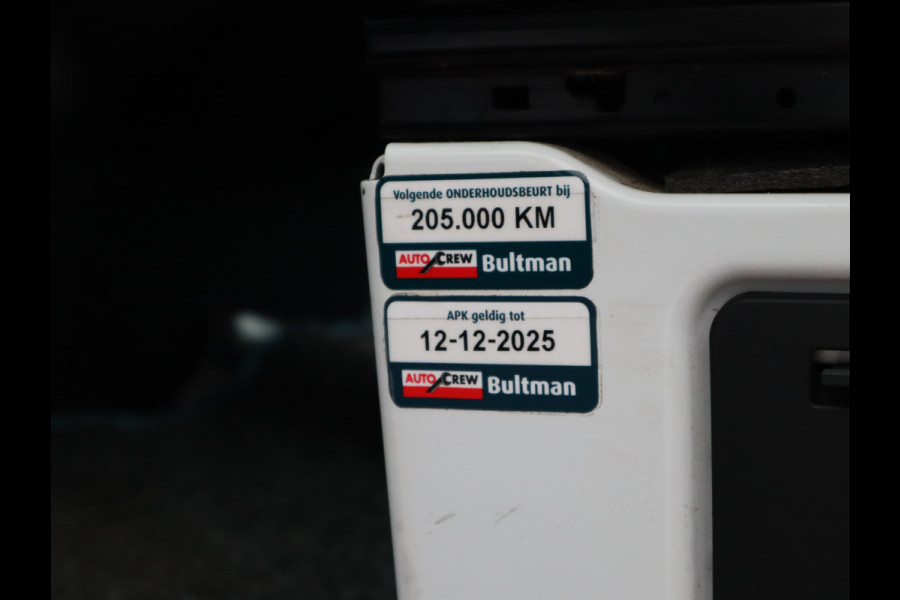 Volgende ONDERHOUDSBEURT bij
205.000 KM
AUTO CREW Bultman
APK geldig tot
12-12-2025
AUTO CREW Bultman